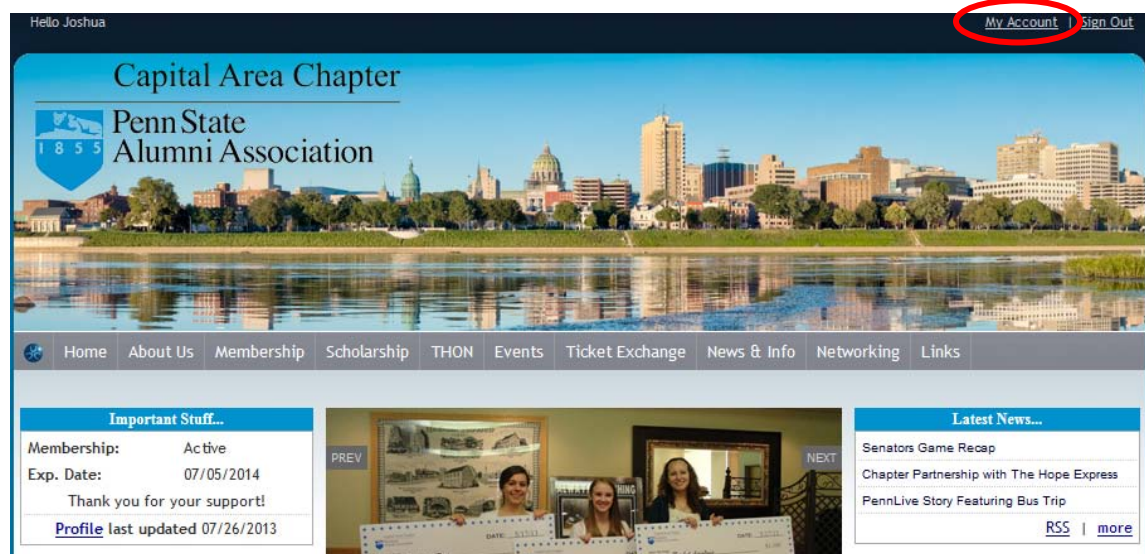 Hello Joshua
My Account | Sign Out
Capital Area Chapter
Penn State
Alumni Association
1855
Home About Us Membership Scholarship THON Events Ticket Exchange News & Info Networking Links
Important Stuff...
Membership: Active
Exp. Date: 07/05/2014
Thank you for your support!
Profile last updated 07/26/2013
PREV
NEXT
DATE:
Latest News...
Senators Game Recap
Chapter Partnership with The Hope Express
PennLive Story Featuring Bus Trip
RSS | more